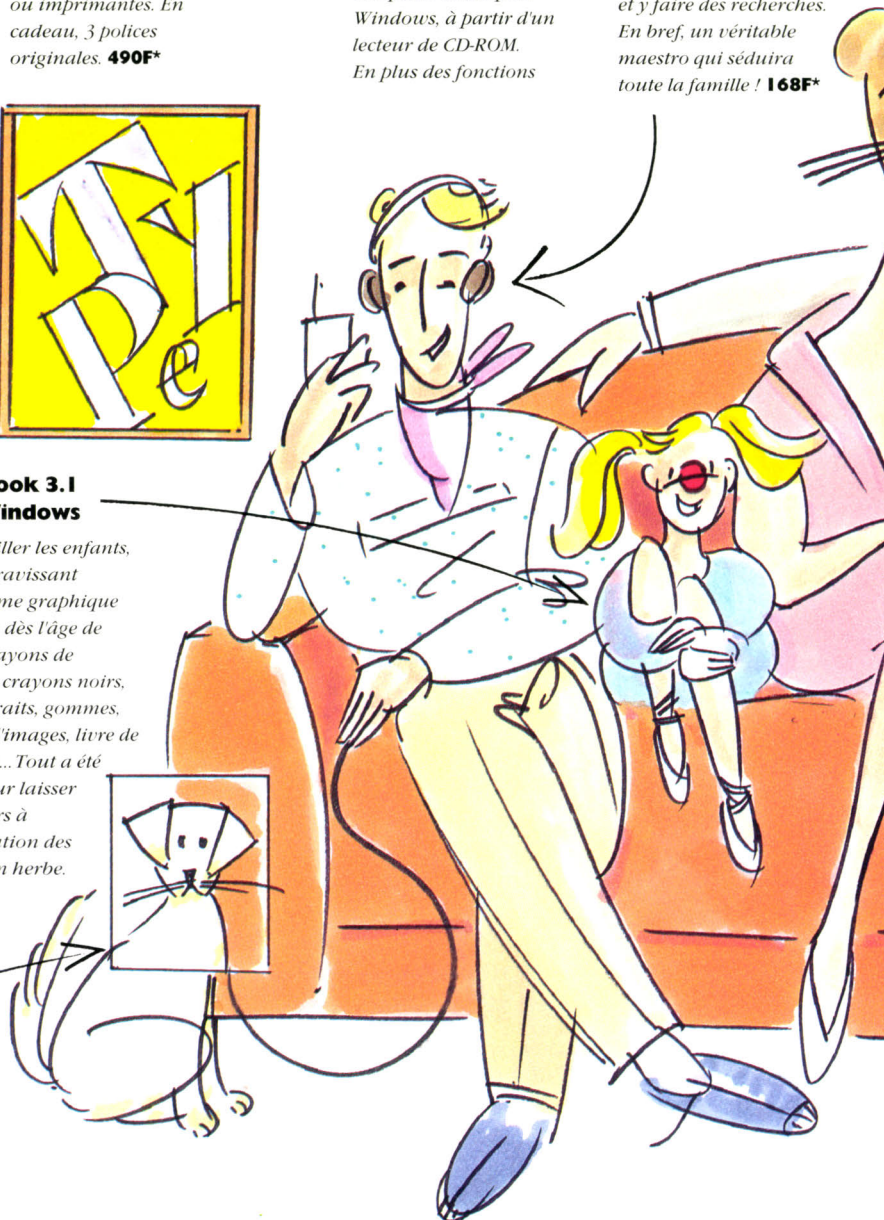 ou imprimantes. En
cadeau, 3 polices
originales. 490F*
Windows, à partir d'un
lecteur de CD-ROM.
En plus des fonctions
et y faire des recherches.
En bref, un véritable
maestro qui séduira
toute la famille ! 168F*
TYPe
ook 3.1
indows
ller les enfants,
ravissant
me graphique
dès l'âge de
ayons de
crayons noirs,
raits, gommes,
'images, livre de
... Tout a été
ur laisser
rs à
ation des
n herbe.